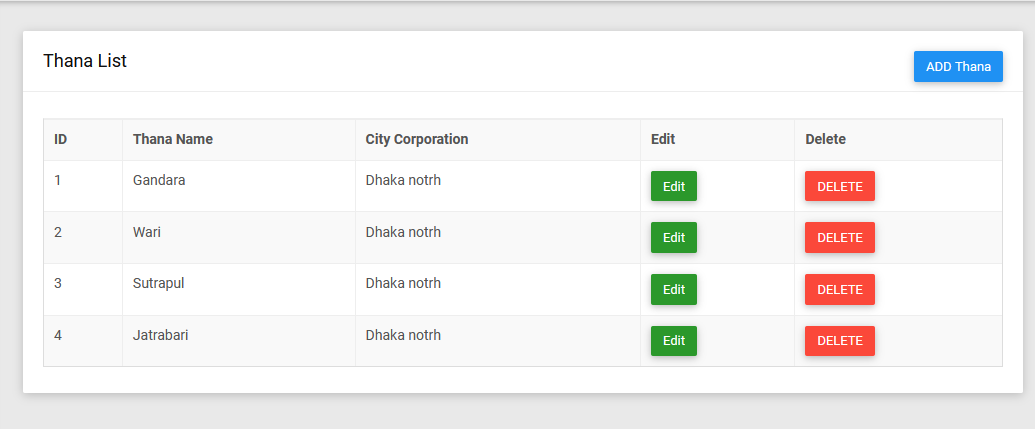 Thana List
ADD Thana
ID Thana Name City Corporation Edit Delete
1 Gandara Dhaka notrh Edit DELETE
2 Wari Dhaka notrh Edit DELETE
3 Sutrapul Dhaka notrh Edit DELETE
4 Jatrabari Dhaka notrh Edit DELETE